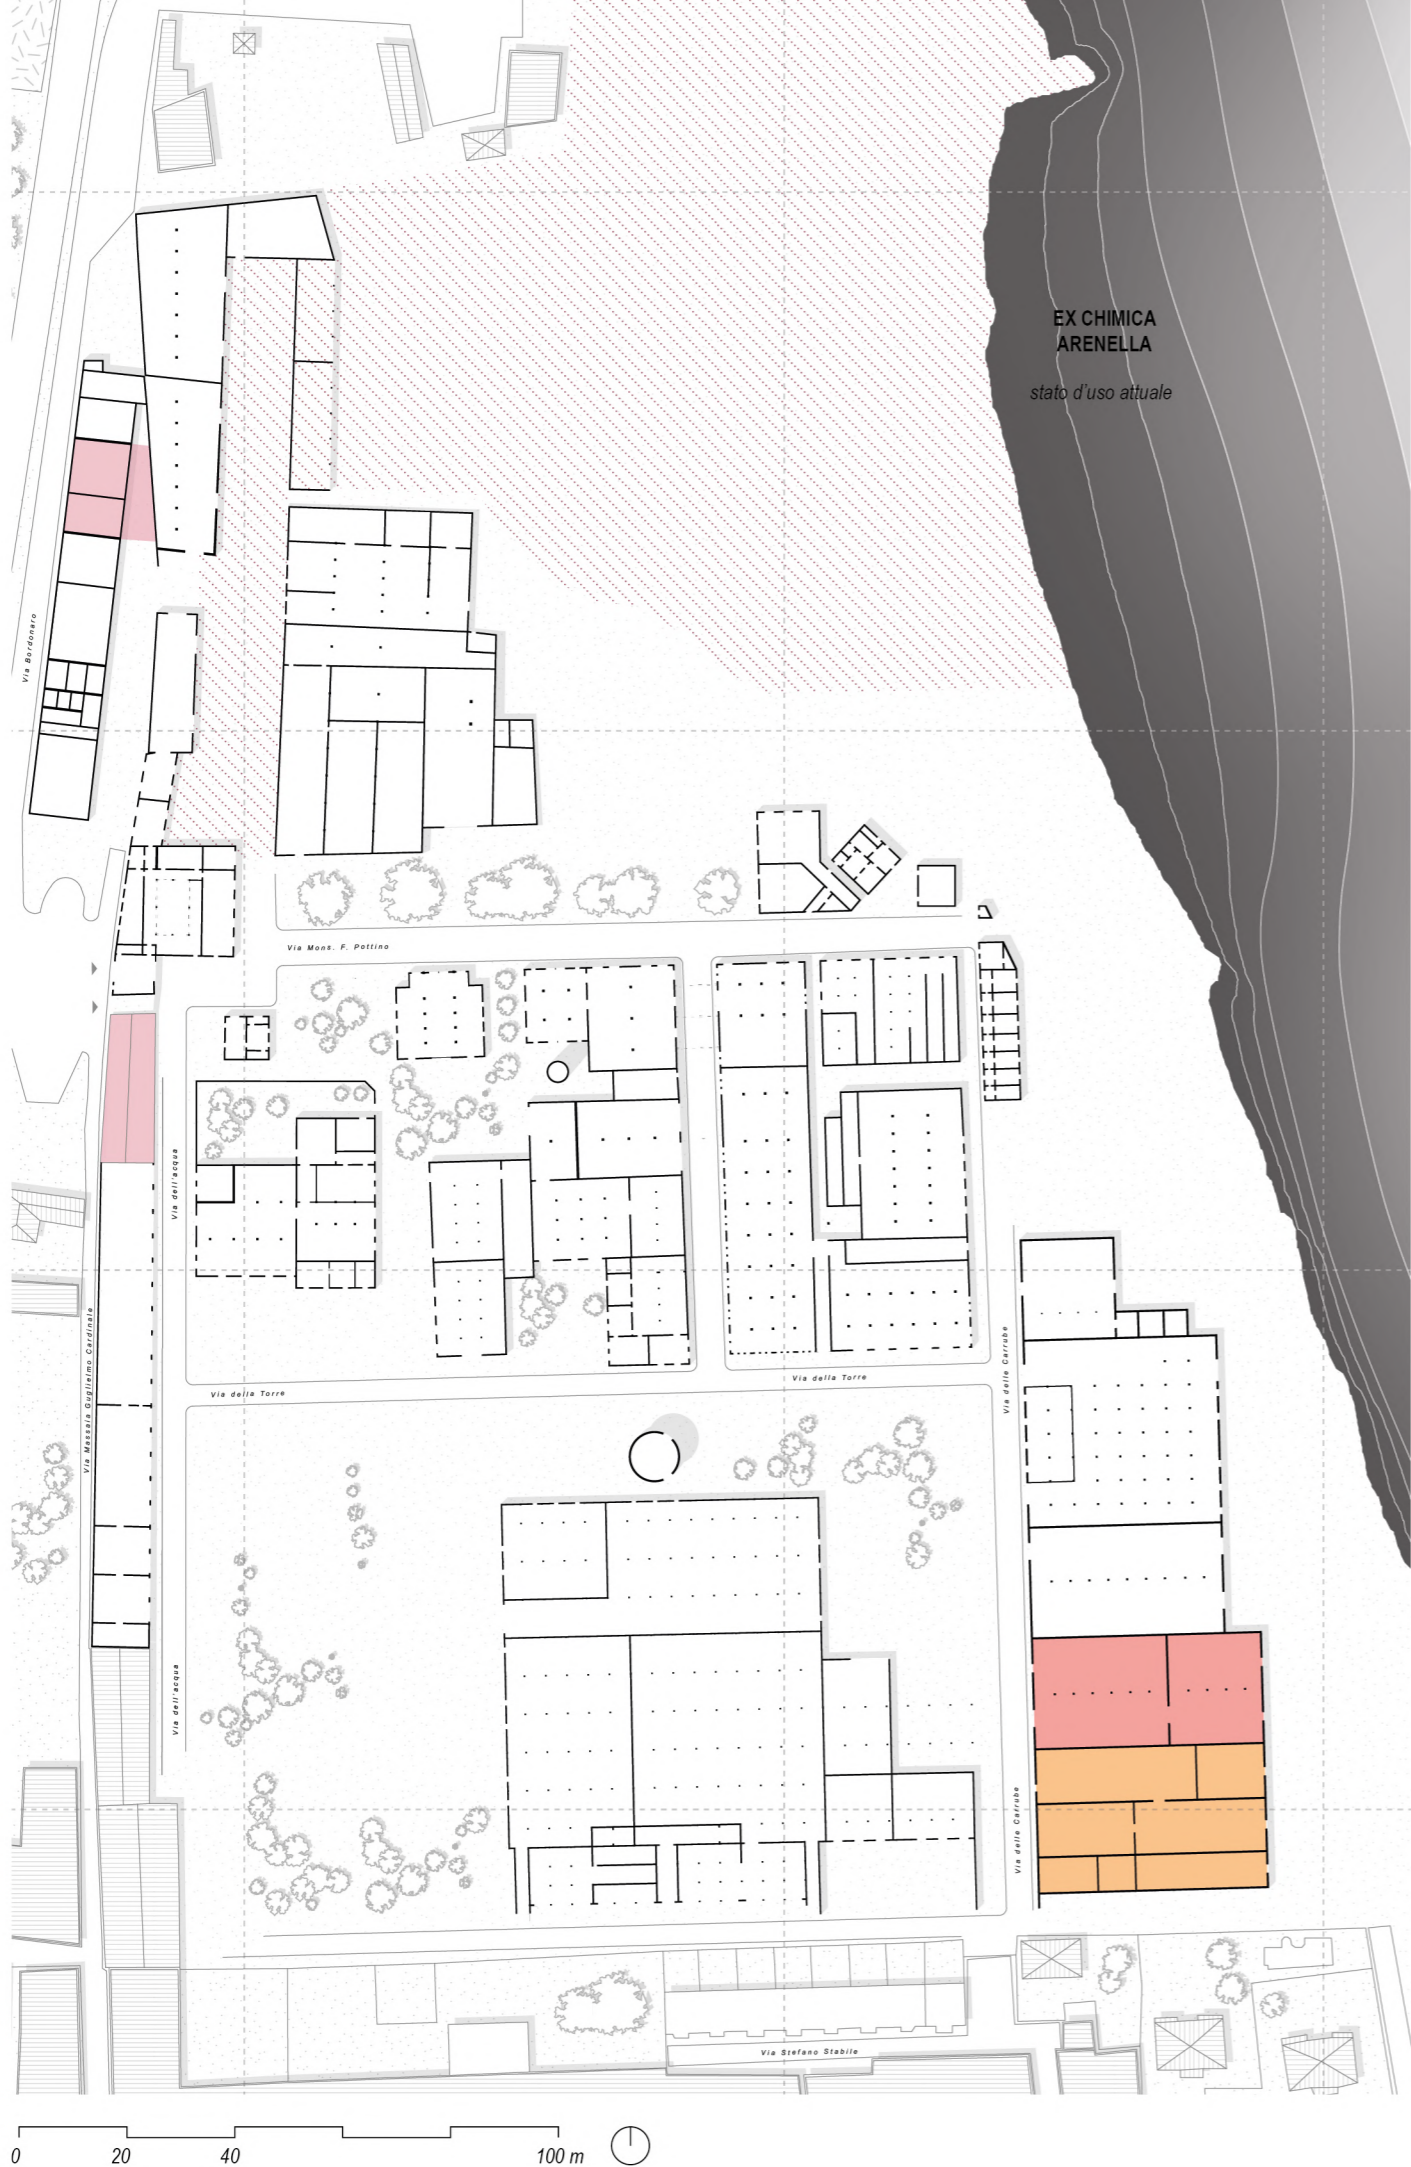 EX CHIMICA
ARENELLA
stato d'uso attuale
Via Bordonaro
Via Mons. F. Pottino
Via dell'acqua
Via Massaia Guglielmo Cardinale
Via della Torre
Via della Torre
Via delle Carrube
Via dell'acqua
Via delle Carrube
Via Stefano Stabile
0 20 40 100 m